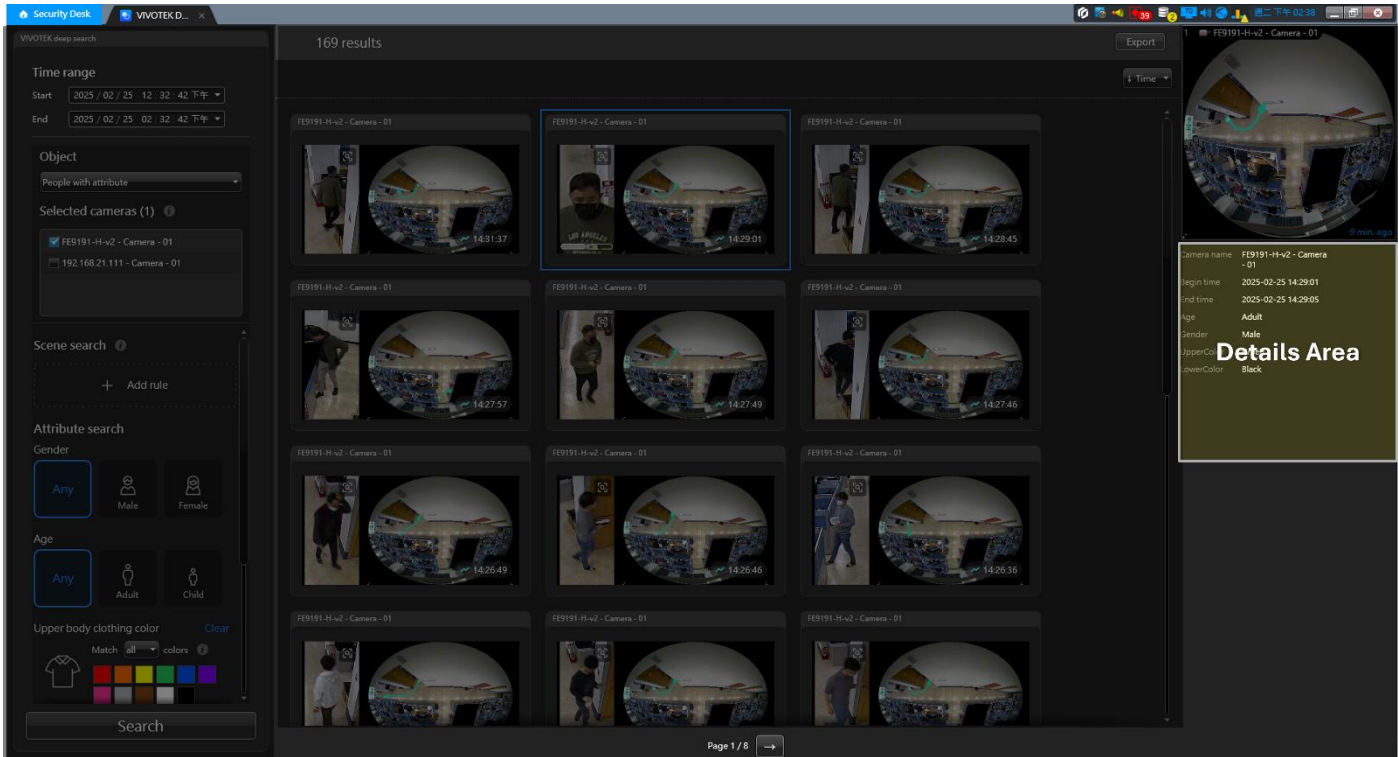 Security Desk
VIVOTEK D...
39
2
週二下午 02:38
VIVOTEK deep search
Time range
Start 2025 / 02 / 25 12 : 32 : 42 下午
End 2025 / 02 / 25 02 : 32 : 42 下午
Object
People with attribute
Selected cameras (1)
FE9191-H-v2 - Camera - 01
192.168.21.111 - Camera - 01
Scene search
+ Add rule
Attribute search
Gender
Any
Male
Female
Age
Any
Adult
Child
Upper body clothing color Clear
Match all colors
Search
169 results
Export
↓ Time
FE9191-H-v2 - Camera - 01
14:31:37
FE9191-H-v2 - Camera - 01
LOS ANGELES
14:29:01
FE9191-H-v2 - Camera - 01
14:28:45
FE9191-H-v2 - Camera - 01
14:27:57
FE9191-H-v2 - Camera - 01
14:27:49
FE9191-H-v2 - Camera - 01
14:27:46
FE9191-H-v2 - Camera - 01
14:26:49
FE9191-H-v2 - Camera - 01
14:26:46
FE9191-H-v2 - Camera - 01
14:26:36
FE9191-H-v2 - Camera - 01
FE9191-H-v2 - Camera - 01
FE9191-H-v2 - Camera - 01
Page 1 / 8 →
1 FE9191-H-v2 - Camera - 01
9 min. ago
Camera name FE9191-H-v2 - Camera
- 01
Begin time 2025-02-25 14:29:01
End time 2025-02-25 14:29:05
Age Adult
Gender Male
Details Area
LowerColor Black